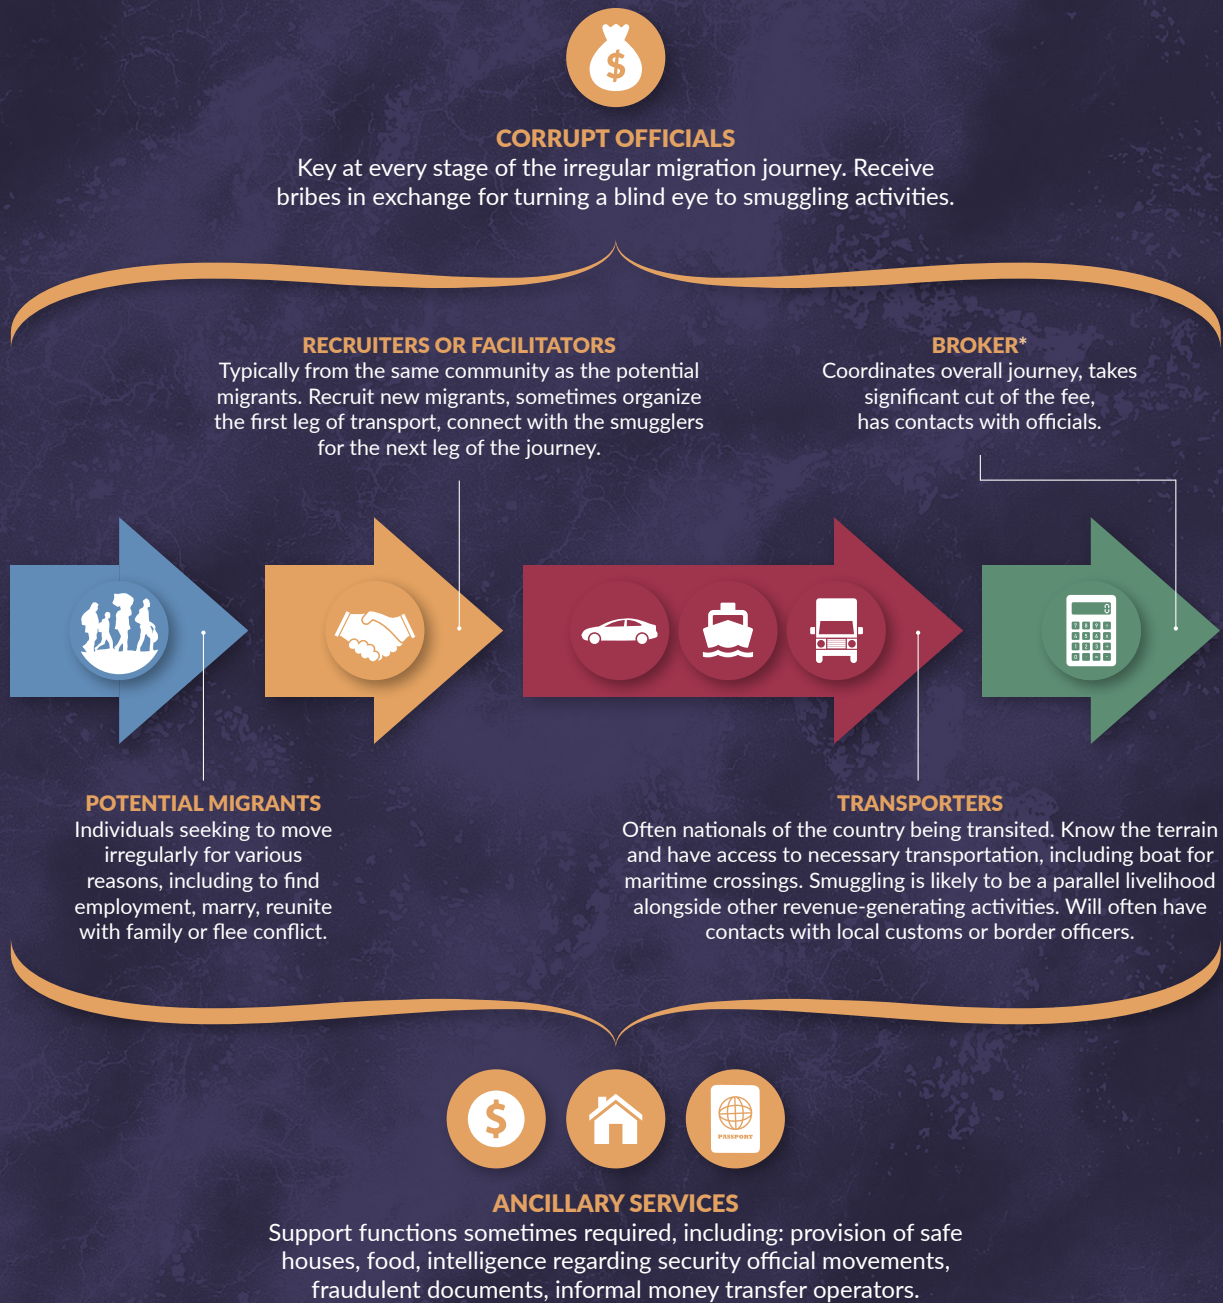 $
CORRUPT OFFICIALS
Key at every stage of the irregular migration journey. Receive
bribes in exchange for turning a blind eye to smuggling activities.
RECRUITERS OR FACILITATORS
Typically from the same community as the potential
migrants. Recruit new migrants, sometimes organize
the first leg of transport, connect with the smugglers
for the next leg of the journey.
BROKER*
Coordinates overall journey, takes
significant cut of the fee,
has contacts with officials.
POTENTIAL MIGRANTS
Individuals seeking to move
irregularly for various
reasons, including to find
employment, marry, reunite
with family or flee conflict.
TRANSPORTERS
Often nationals of the country being transited. Know the terrain
and have access to necessary transportation, including boat for
maritime crossings. Smuggling is likely to be a parallel livelihood
alongside other revenue-generating activities. Will often have
contacts with local customs or border officers.
$
PASSPORT
ANCILLARY SERVICES
Support functions sometimes required, including: provision of safe
houses, food, intelligence regarding security official movements,
fraudulent documents, informal money transfer operators.